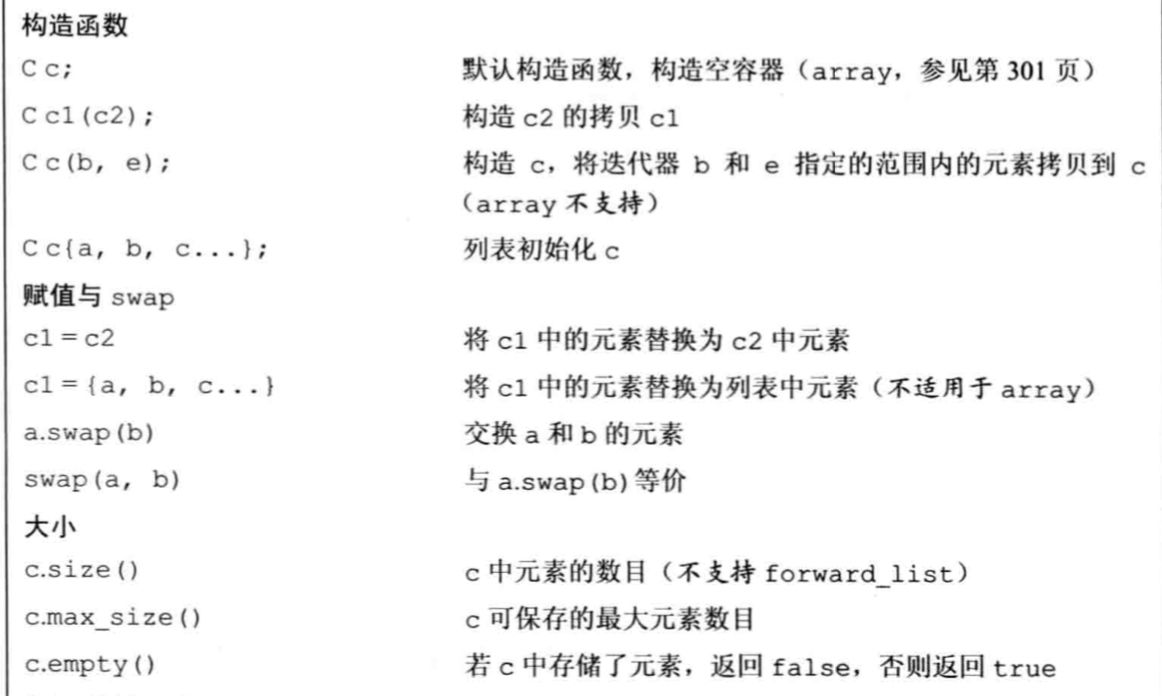 构造函数
C c; 默认构造函数，构造空容器（array，参见第 301 页）
C c1(c2); 构造 c2 的拷贝 c1
C c(b, e); 构造 c，将迭代器 b 和 e 指定的范围内的元素拷贝到 c
（array 不支持）
C c{a, b, c...}; 列表初始化 c
赋值与 swap
c1 = c2 将 c1 中的元素替换为 c2 中元素
c1 = {a, b, c...} 将 c1 中的元素替换为列表中元素（不适用于 array）
a.swap(b) 交换 a 和 b 的元素
swap(a, b) 与 a.swap(b) 等价
大小
c.size() c 中元素的数目（不支持 forward_list）
c.max_size() c 可保存的最大元素数目
c.empty() 若 c 中存储了元素，返回 false，否则返回 true